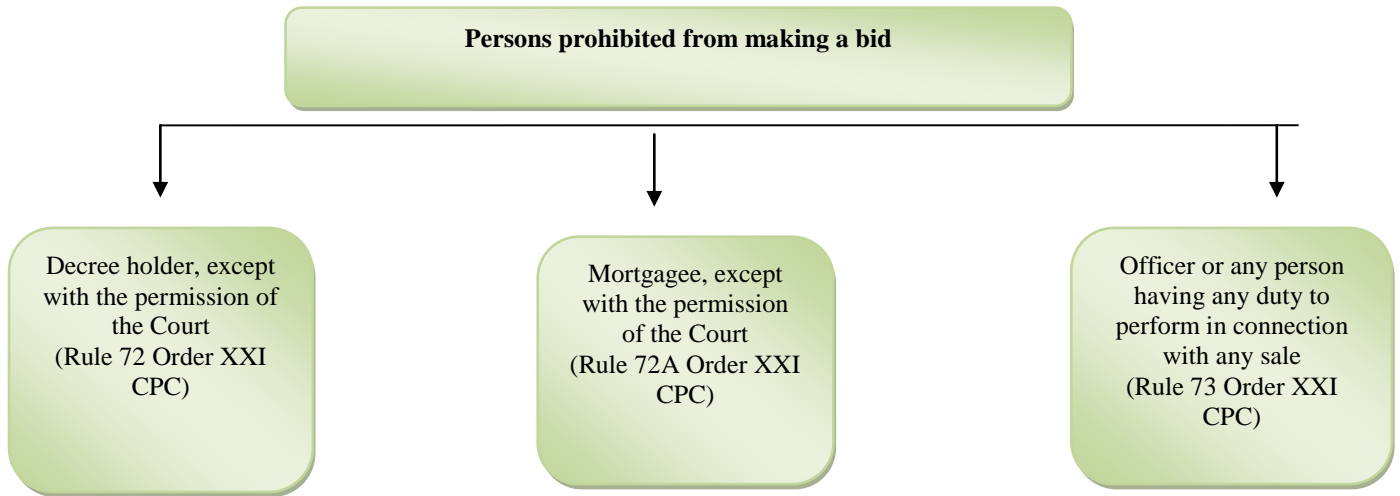 Persons prohibited from making a bid
Decree holder, except
with the permission of
the Court
(Rule 72 Order XXI
CPC)
Mortgagee, except
with the permission
of the Court
(Rule 72A Order XXI
CPC)
Officer or any person
having any duty to
perform in connection
with any sale
(Rule 73 Order XXI
CPC)